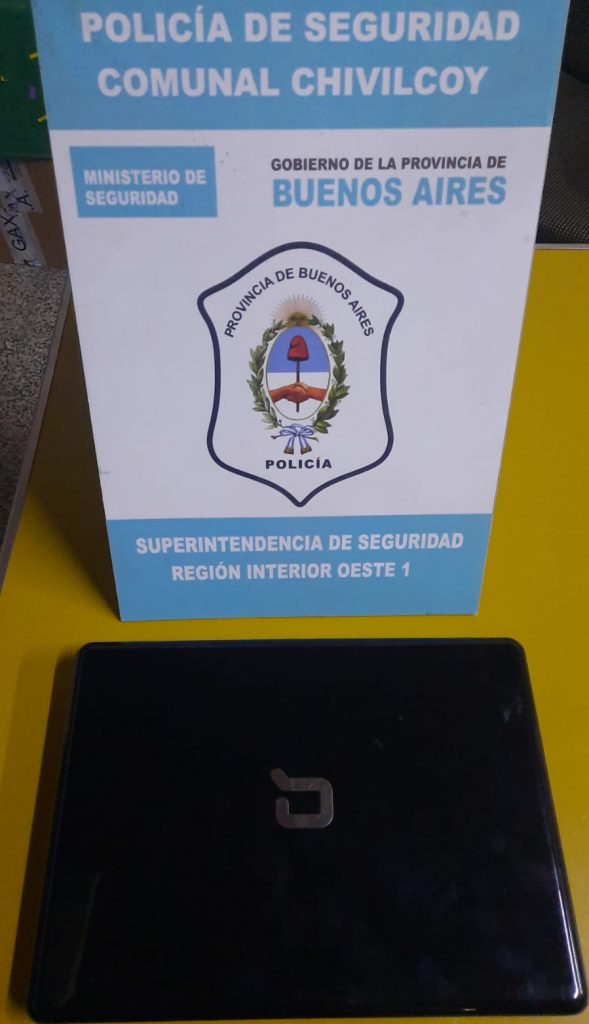 POLICÍA DE SEGURIDAD
COMUNAL CHIVILCOY
MINISTERIO DE
SEGURIDAD
GOBIERNO DE LA PROVINCIA DE
BUENOS AIRES
PROVINCIA DE BUENOS AIRES
POLICÍA
SUPERINTENDENCIA DE SEGURIDAD
REGIÓN INTERIOR OESTE 1